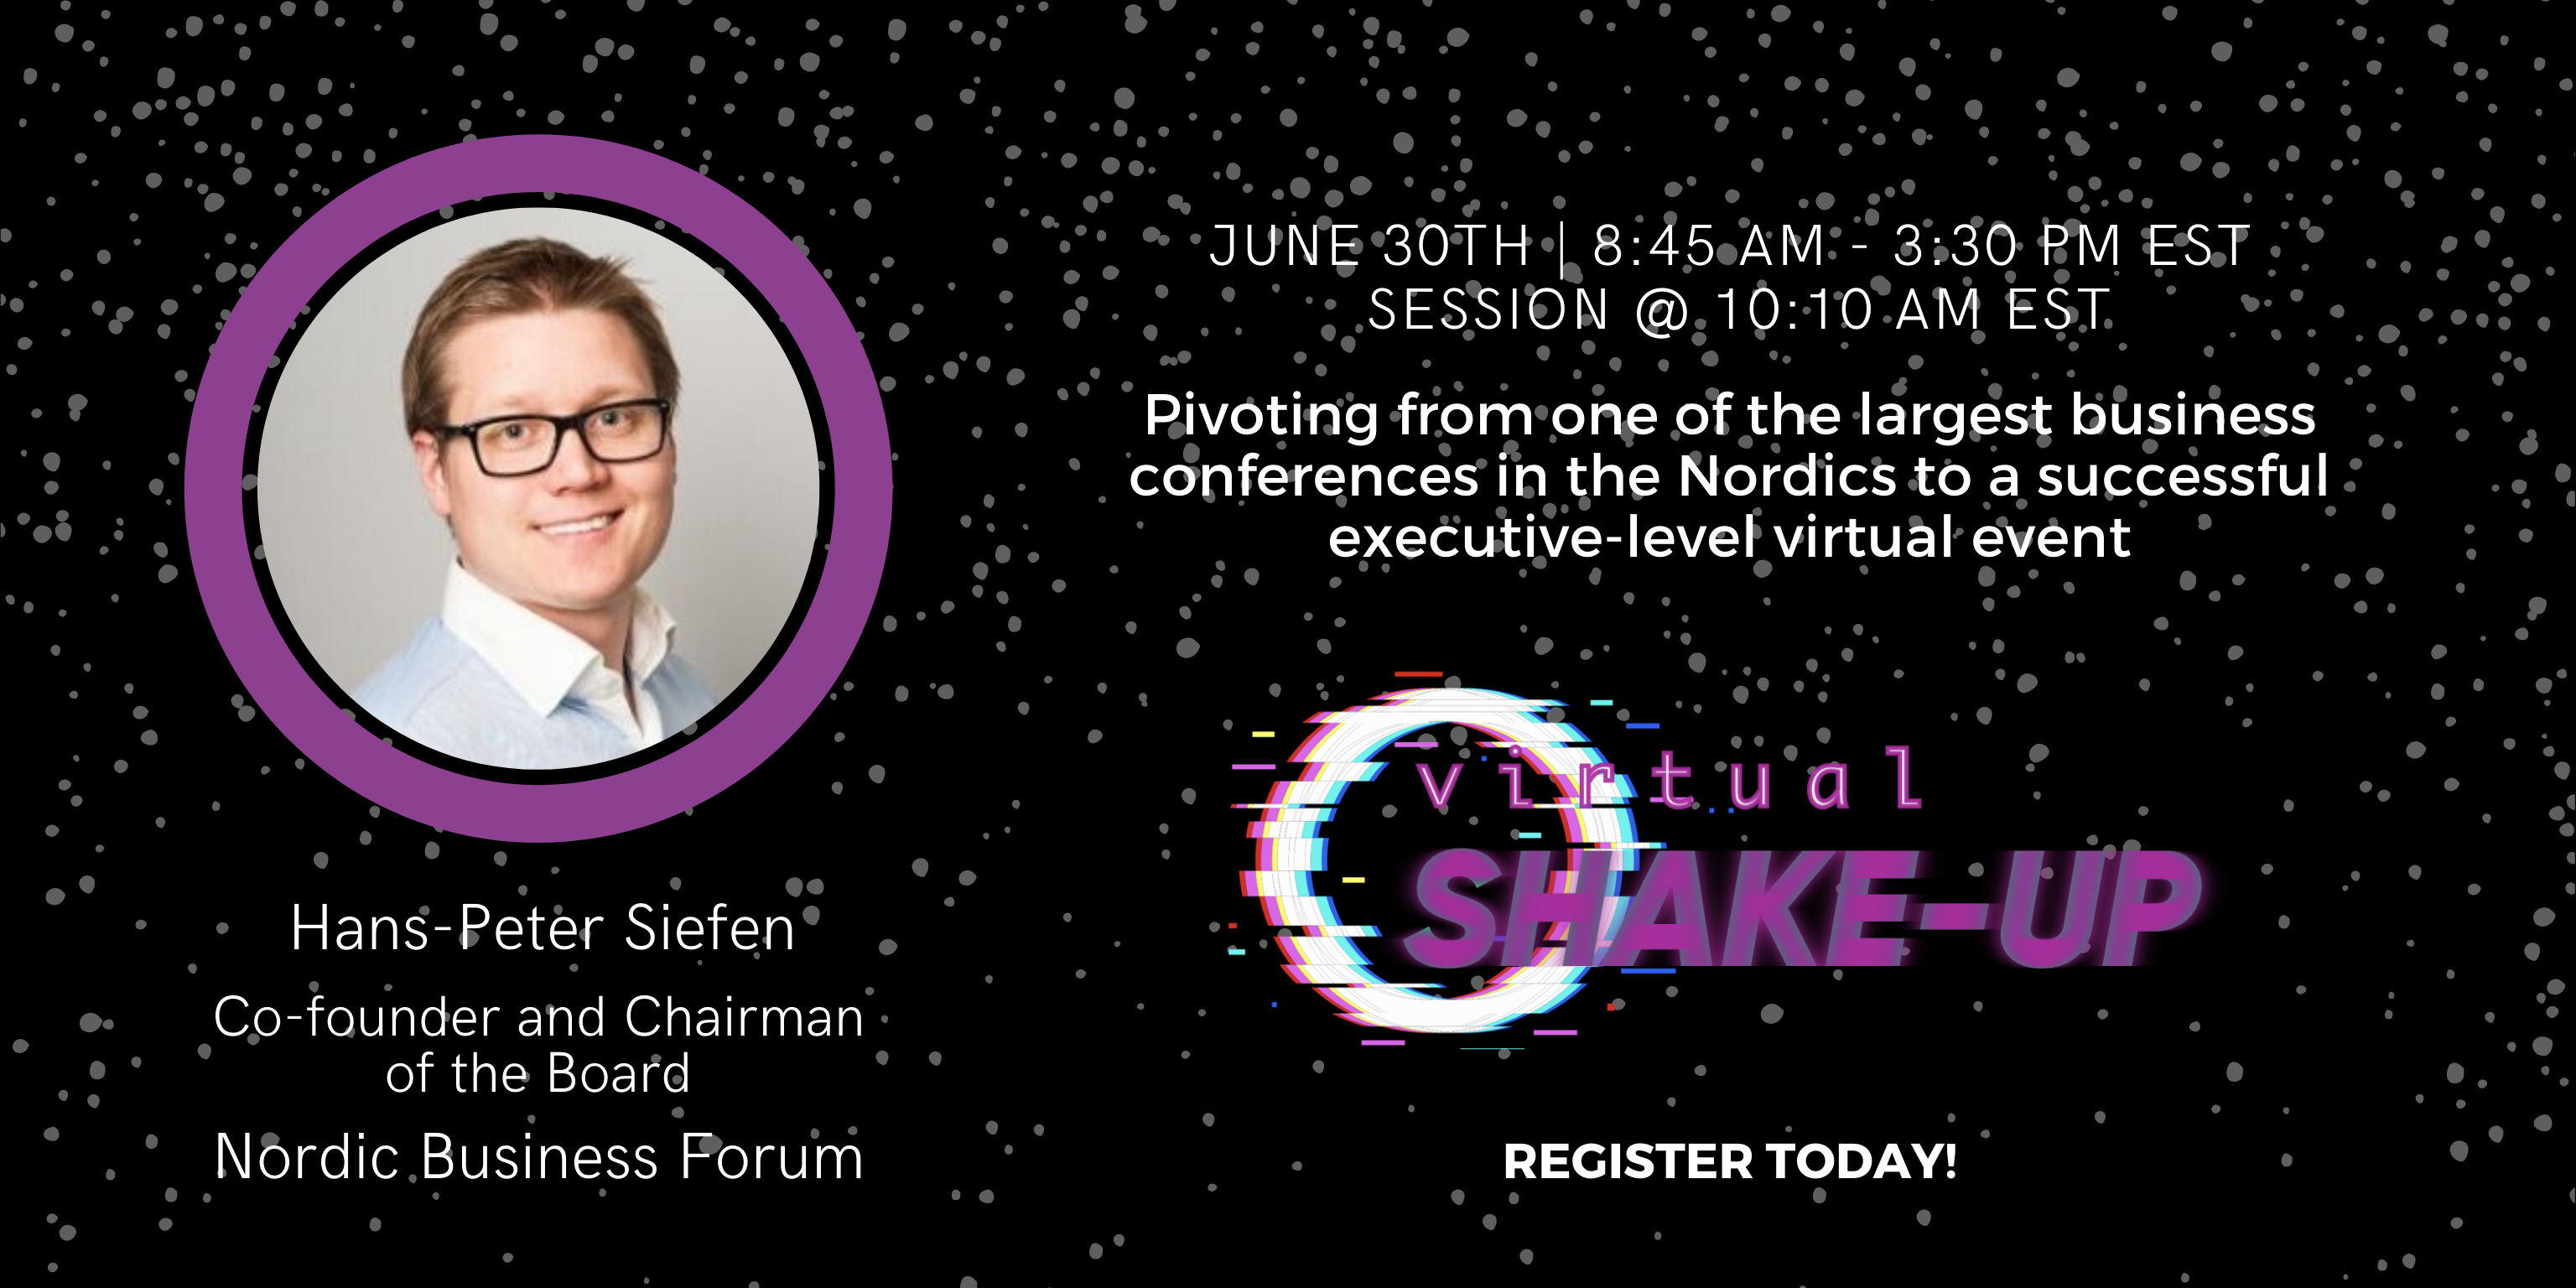 JUNE 30TH | 8:45 AM - 3:30 PM EST
SESSION @ 10:10 AM EST
Pivoting from one of the largest business
conferences in the Nordics to a successful
executive-level virtual event
virtual
SHAKE-UP
REGISTER TODAY!
Hans-Peter Siefen
Co-founder and Chairman
of the Board
Nordic Business Forum